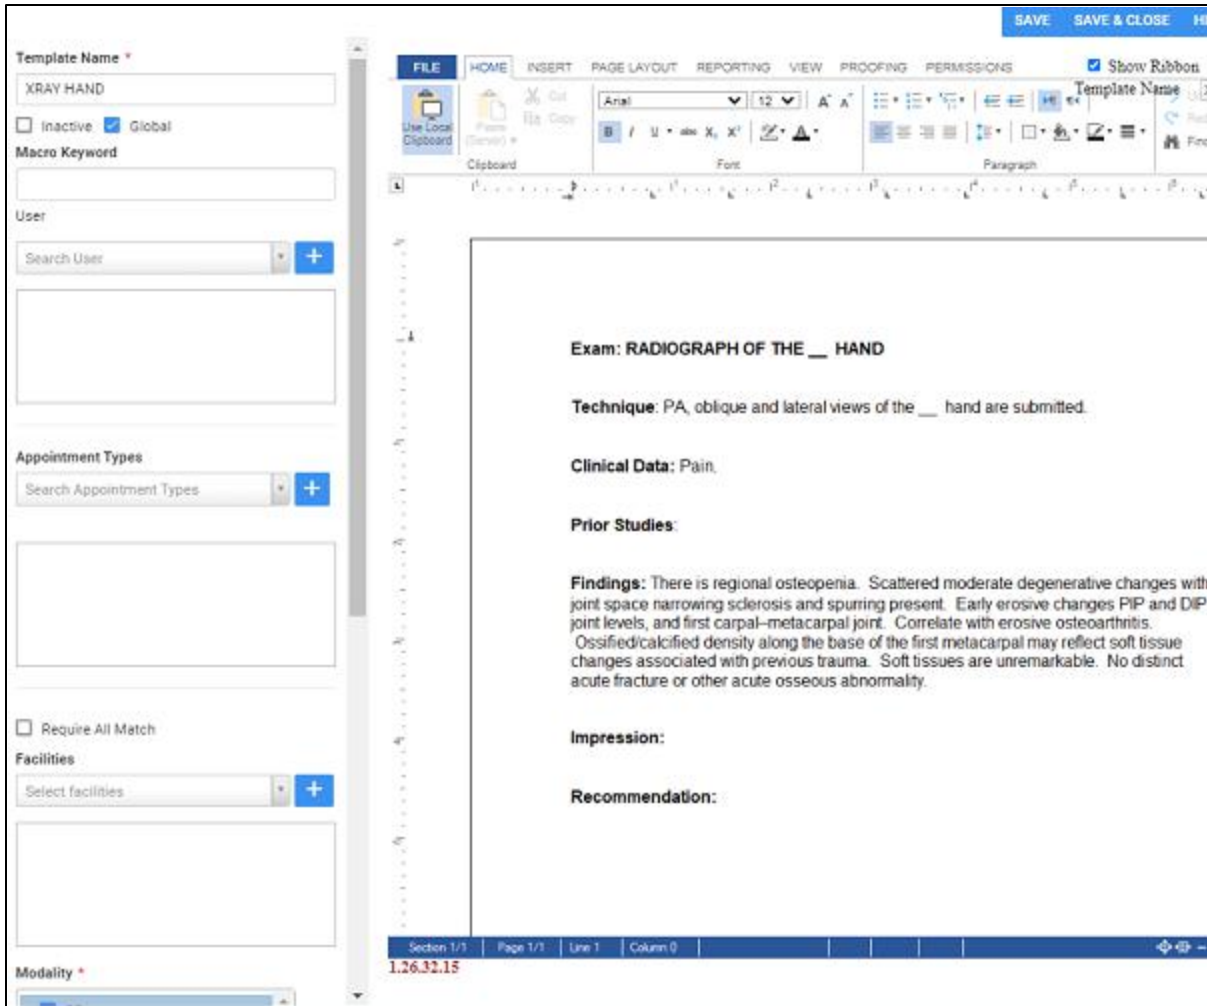 SAVE SAVE & CLOSE
Template Name *
XRAY HAND
Inactive Global
Macro Keyword
User
Search User
Appointment Types
Search Appointment Types
Require All Match
Facilities
Select facilities
Modality *
FILE HOME INSERT PAGE LAYOUT REPORTING VIEW PROOFING PERMISSIONS Show Ribbon
Template Name
Use Local Clipboard
Paste (Server)
Cut
Copy
Arial 12
Clipboard Font Paragraph
Exam: RADIOGRAPH OF THE __ HAND
Technique: PA, oblique and lateral views of the __ hand are submitted.
Clinical Data: Pain.
Prior Studies:
Findings: There is regional osteopenia. Scattered moderate degenerative changes with
joint space narrowing sclerosis and spurring present. Early erosive changes PIP and DIP
joint levels, and first carpal–metacarpal joint. Correlate with erosive osteoarthritis.
Ossified/calcified density along the base of the first metacarpal may reflect soft tissue
changes associated with previous trauma. Soft tissues are unremarkable. No distinct
acute fracture or other acute osseous abnormality.
Impression:
Recommendation:
Section 1/1 Page 1/1 Line 1 Column 0
1.26.32.15